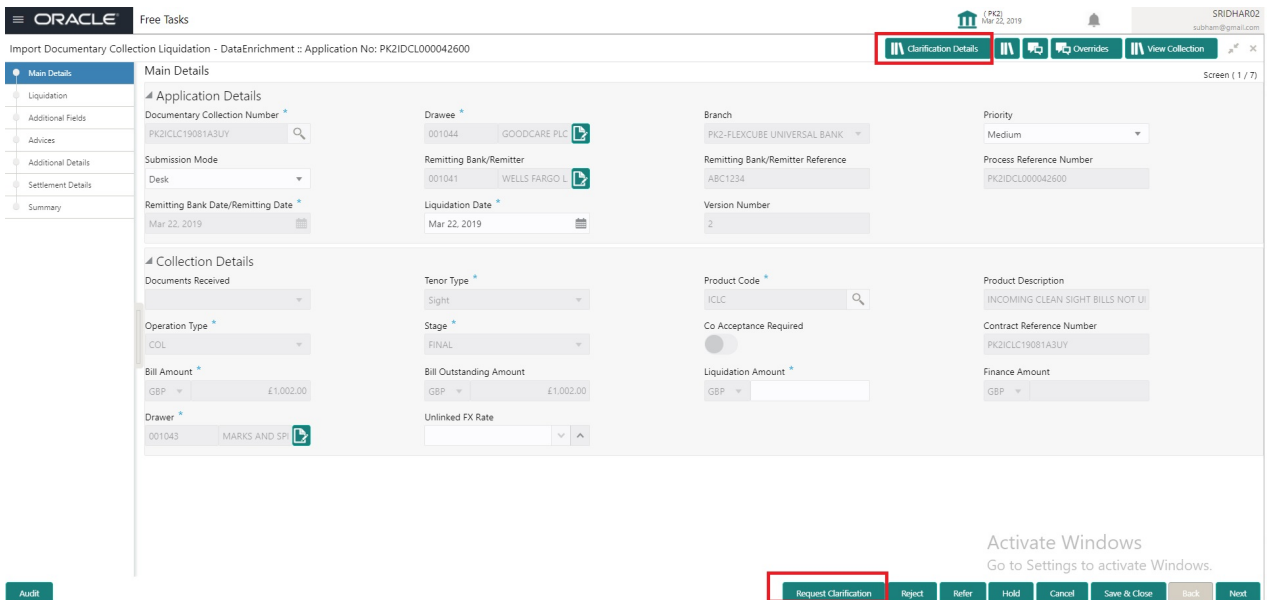 ORACLE Free Tasks (PK2) SRIDHAR02
Mar 22, 2019 subham@gmail.com
Import Documentary Collection Liquidation - DataEnrichment :: Application No: PK2IDCL000042600 Clarification Details Overrides View Collection
Main Details Main Details Screen ( 1 / 7)
Liquidation Application Details
Additional Fields Documentary Collection Number * Drawee * Branch Priority
Advices PK2ICLC19081A3UY 001044 GOODCARE PLC PK2-FLEXCUBE UNIVERSAL BANK Medium
Additional Details Submission Mode Remitting Bank/Remitter Remitting Bank/Remitter Reference Process Reference Number
Settlement Details Desk 001041 WELLS FARGO L ABC1234 PK2IDCL000042600
Summary Remitting Bank Date/Remitting Date * Liquidation Date * Version Number
Mar 22, 2019 Mar 22, 2019 2
Collection Details
Documents Received Tenor Type * Product Code * Product Description
Sight ICLC INCOMING CLEAN SIGHT BILLS NOT U
Operation Type * Stage * Co Acceptance Required Contract Reference Number
COL FINAL PK2ICLC19081A3UY
Bill Amount * Bill Outstanding Amount Liquidation Amount * Finance Amount
GBP £1,002.00 GBP £1,002.00 GBP GBP
Drawer * Unlinked FX Rate
001043 MARKS AND SPI
Activate Windows
Go to Settings to activate Windows.
Audit Request Clarification Reject Refer Hold Cancel Save & Close Back Next